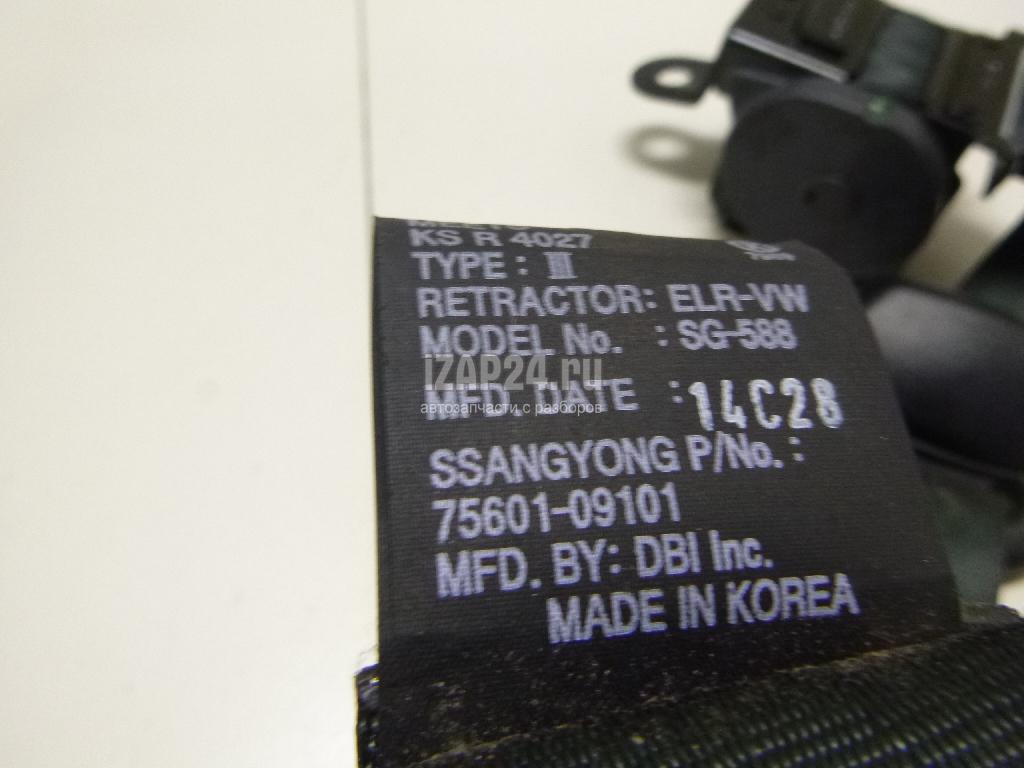 KS R 4027
TYPE : III
RETRACTOR: ELR-VW
MODEL No. : SG-588
iZAP24.ru
MFD. DATE : 14C28
автозапчасти с разборов
SSANGYONG P/No. :
75601-09101
MFD. BY: DBI Inc.
MADE IN KOREA